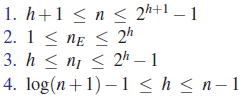 1. h+1 ≤ n ≤ 2^{h+1} − 1
2. 1 ≤ n_E ≤ 2^h
3. h ≤ n_I ≤ 2^h − 1
4. log(n+1) − 1 ≤ h ≤ n − 1